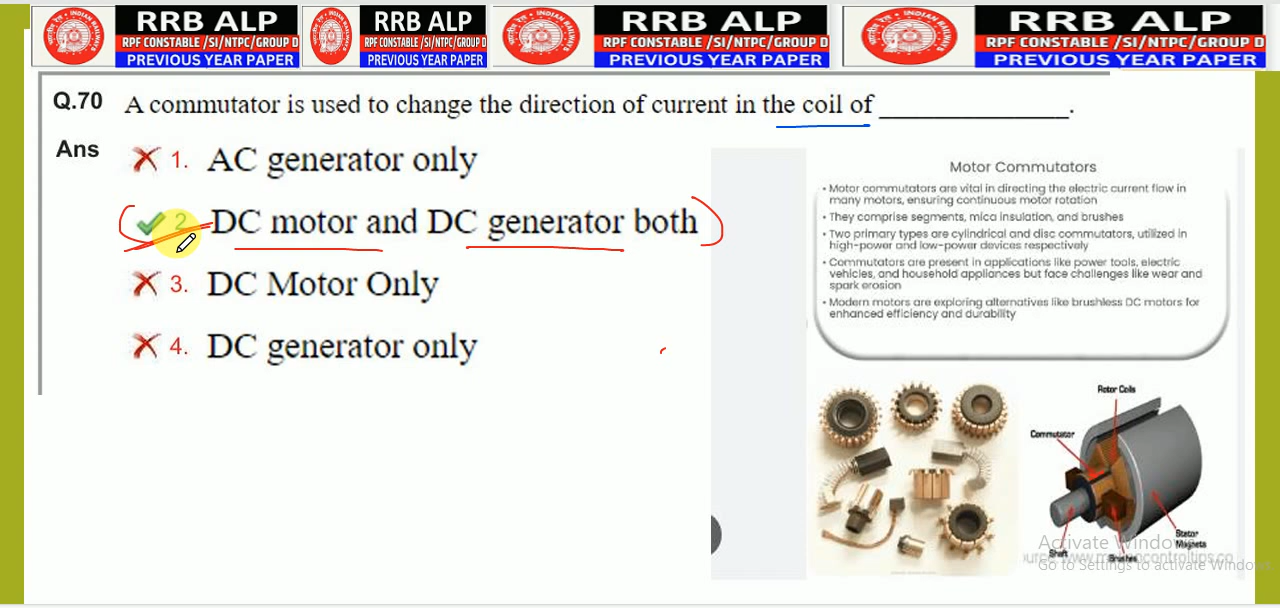 RRB ALP RRB ALP RRB ALP RRB ALP
RPF CONSTABLE /SI/NTPC/GROUP D RPF CONSTABLE /SI/NTPC/GROUP D RPF CONSTABLE /SI/NTPC/GROUP D RPF CONSTABLE /SI/NTPC/GROUP D
PREVIOUS YEAR PAPER PREVIOUS YEAR PAPER PREVIOUS YEAR PAPER PREVIOUS YEAR PAPER
Q.70 A commutator is used to change the direction of current in the coil of ________________.
Ans
1. AC generator only
2. DC motor and DC generator both
3. DC Motor Only
4. DC generator only
Motor Commutators
• Motor commutators are vital in directing the electric current flow in
many motors, ensuring continuous motor rotation
• They comprise segments, mica insulation, and brushes
• Two primary types are cylindrical and disc commutators, utilized in
high-power and low-power devices respectively
• Commutators are present in applications like power tools, electric
vehicles, and household appliances but face challenges like wear and
spark erosion
• Modern motors are exploring alternatives like brushless DC motors for
enhanced efficiency and durability
Rotor Coils
Commutator
Stator
Magnets
Shaft
Brushes
Activate Windows
Go to Settings to activate Windows.